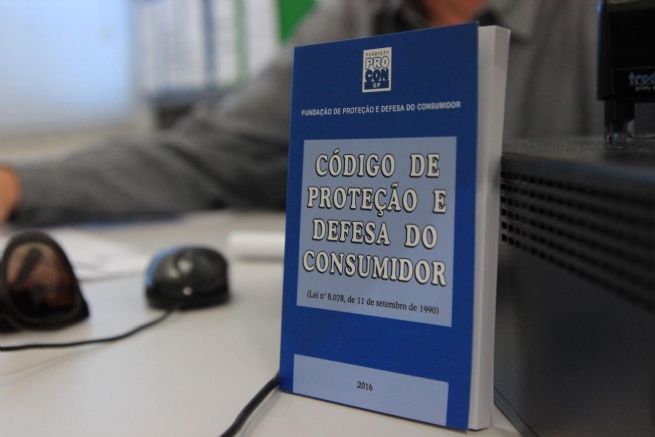 FUNDAÇÃO
PRO
CON
SP
FUNDAÇÃO DE PROTEÇÃO E DEFESA DO CONSUMIDOR
CÓDIGO DE
PROTEÇÃO E
DEFESA DO
CONSUMIDOR
(Lei nº 8.078, de 11 de setembro de 1990)
2016